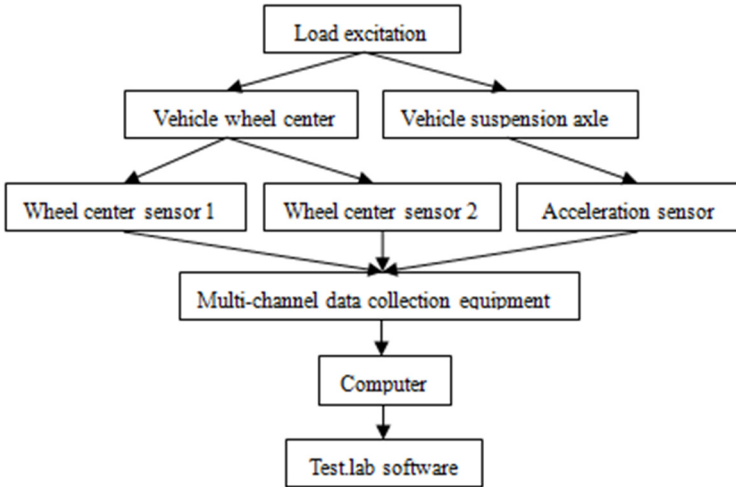 Load excitation
Vehicle wheel center
Vehicle suspension axle
Wheel center sensor 1
Wheel center sensor 2
Acceleration sensor
Multi-channel data collection equipment
Computer
Test.lab software